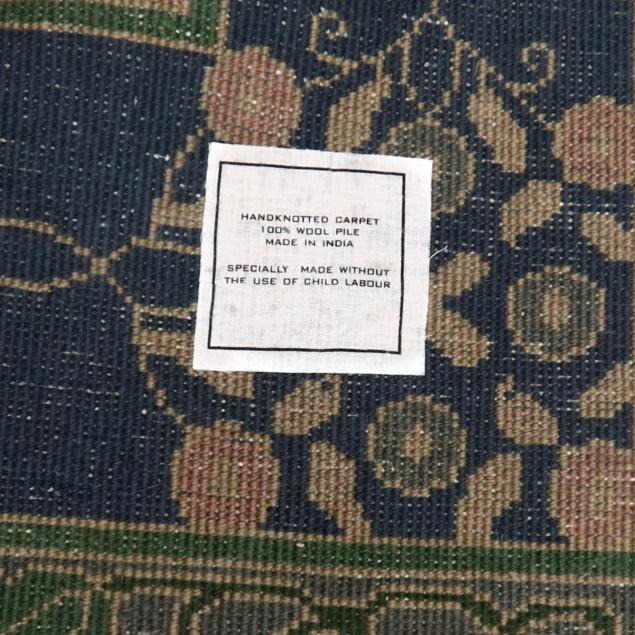 HANDKNOTTED CARPET
100% WOOL PILE
MADE IN INDIA
SPECIALLY MADE WITHOUT
THE USE OF CHILD LABOUR